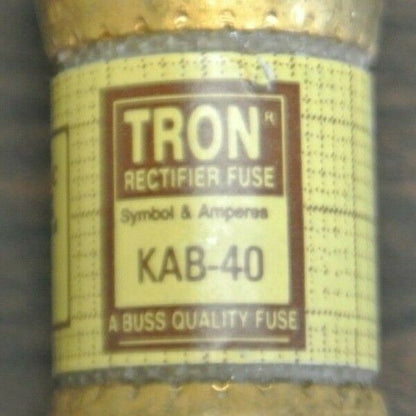 TRON®
RECTIFIER FUSE
Symbol & Amperes
KAB-40
A BUSS QUALITY FUSE